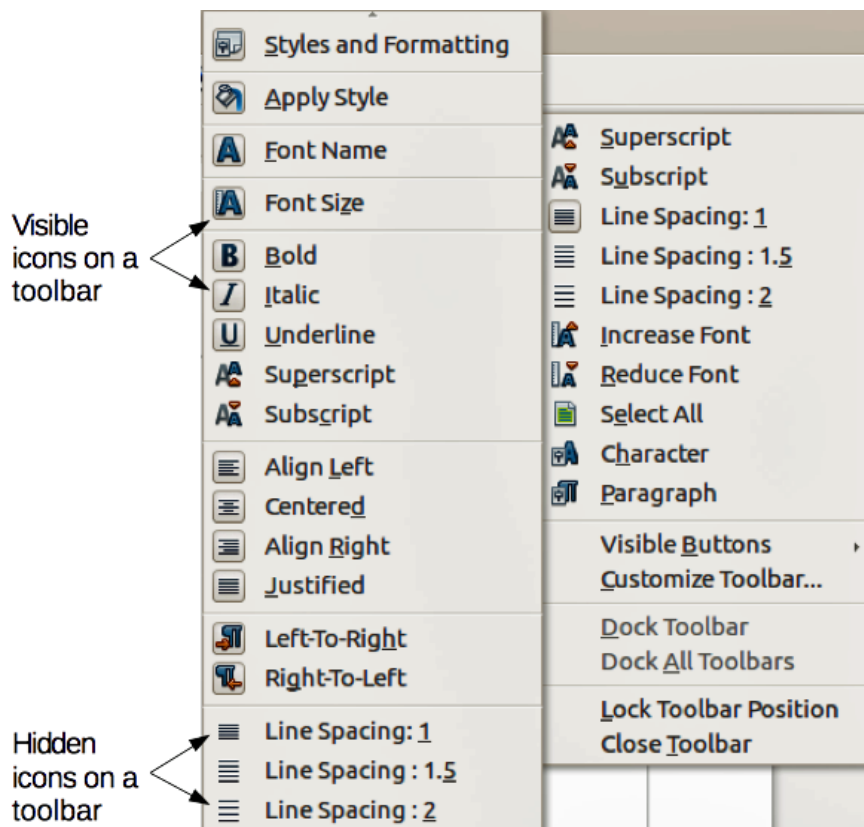 Styles and Formatting
Apply Style
Font Name
Font Size
Bold
Italic
Underline
Superscript
Subscript
Align Left
Centered
Align Right
Justified
Left-To-Right
Right-To-Left
Line Spacing: 1
Line Spacing : 1.5
Line Spacing : 2
Superscript
Subscript
Line Spacing: 1
Line Spacing : 1.5
Line Spacing : 2
Increase Font
Reduce Font
Select All
Character
Paragraph
Visible Buttons
Customize Toolbar...
Dock Toolbar
Dock All Toolbars
Lock Toolbar Position
Close Toolbar
Visible
icons on a
toolbar
Hidden
icons on a
toolbar